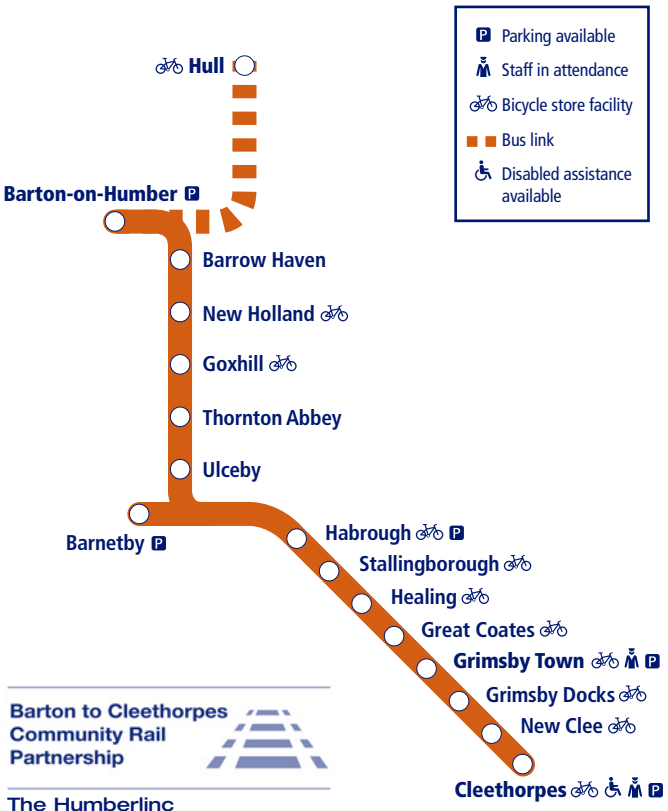 Hull
Barton-on-Humber P
Barrow Haven
New Holland
Goxhill
Thornton Abbey
Ulceby
Barnetby P
Habrough P
Stallingborough
Healing
Great Coates
Grimsby Town P
Grimsby Docks
New Clee
Cleethorpes P
P Parking available
Staff in attendance
Bicycle store facility
Bus link
Disabled assistance
available
Barton to Cleethorpes
Community Rail
Partnership
The Humberlinc